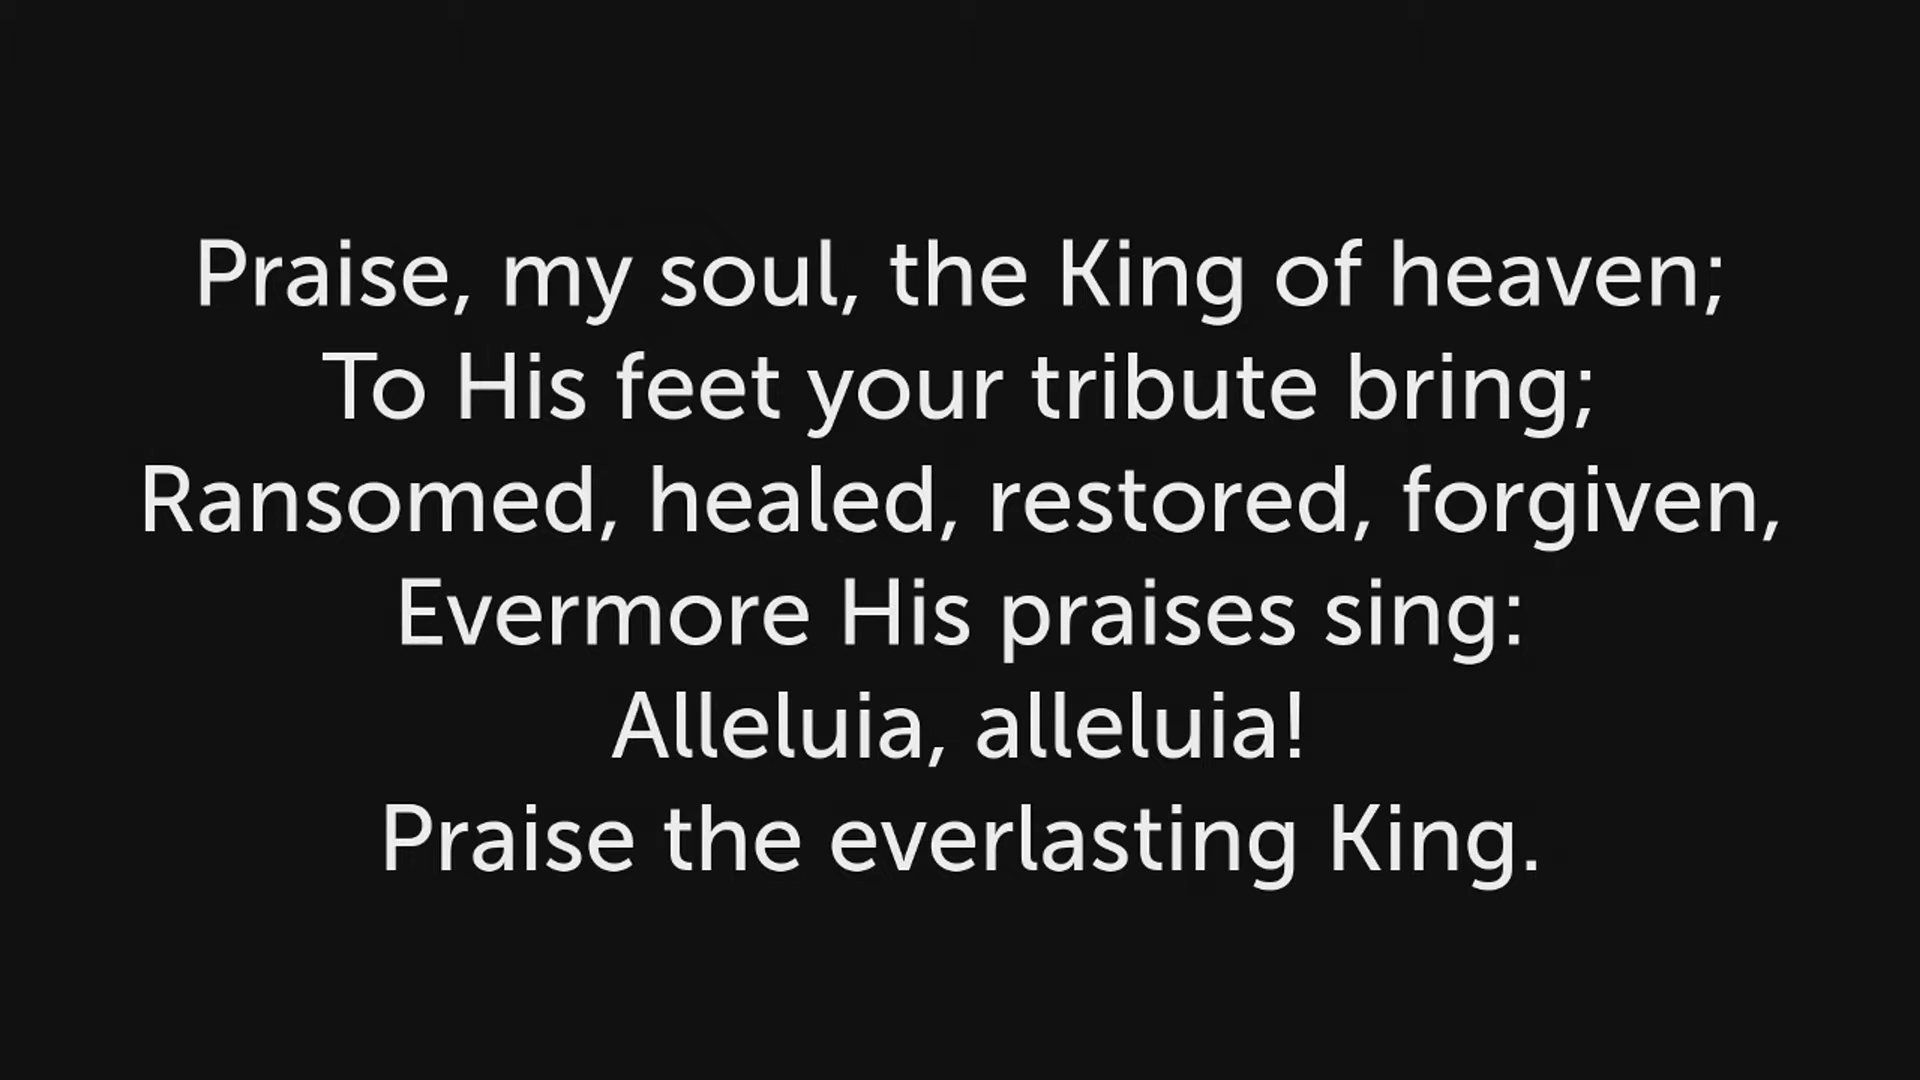 Praise, my soul, the King of heaven;
To His feet your tribute bring;
Ransomed, healed, restored, forgiven,
Evermore His praises sing:
Alleluia, alleluia!
Praise the everlasting King.